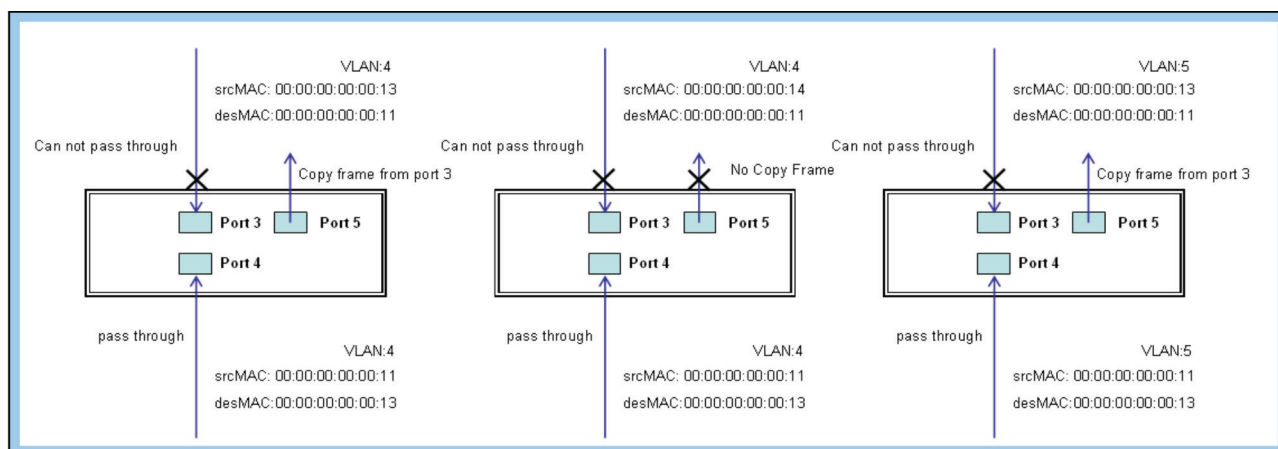 VLAN:4
srcMAC: 00:00:00:00:00:13
desMAC:00:00:00:00:00:11
Can not pass through
Copy frame from port 3
Port 3
Port 5
Port 4
pass through
VLAN:4
srcMAC: 00:00:00:00:00:11
desMAC:00:00:00:00:00:13
VLAN:4
srcMAC: 00:00:00:00:00:14
desMAC:00:00:00:00:00:11
Can not pass through
No Copy Frame
Port 3
Port 5
Port 4
pass through
VLAN:4
srcMAC: 00:00:00:00:00:11
desMAC:00:00:00:00:00:13
VLAN:5
srcMAC: 00:00:00:00:00:13
desMAC:00:00:00:00:00:11
Can not pass through
Copy frame from port 3
Port 3
Port 5
Port 4
pass through
VLAN:5
srcMAC: 00:00:00:00:00:11
desMAC:00:00:00:00:00:13